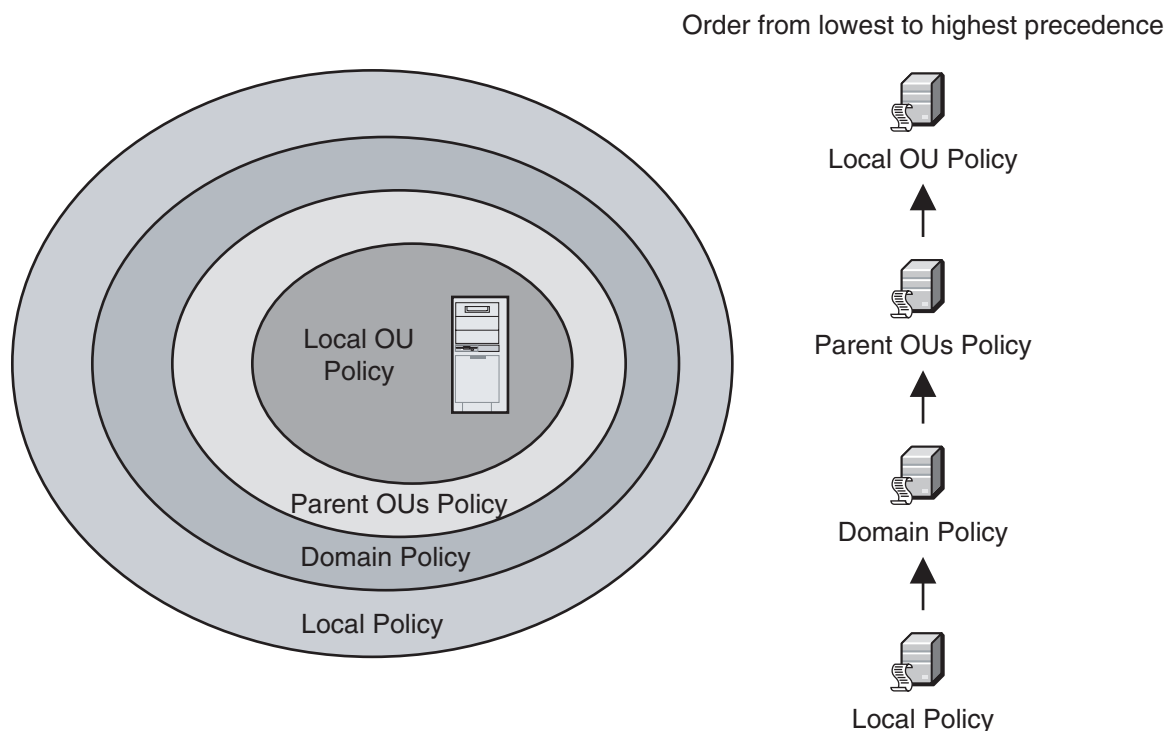 Order from lowest to highest precedence
Local OU
Policy
Parent OUs Policy
Domain Policy
Local Policy
Local OU Policy
Parent OUs Policy
Domain Policy
Local Policy